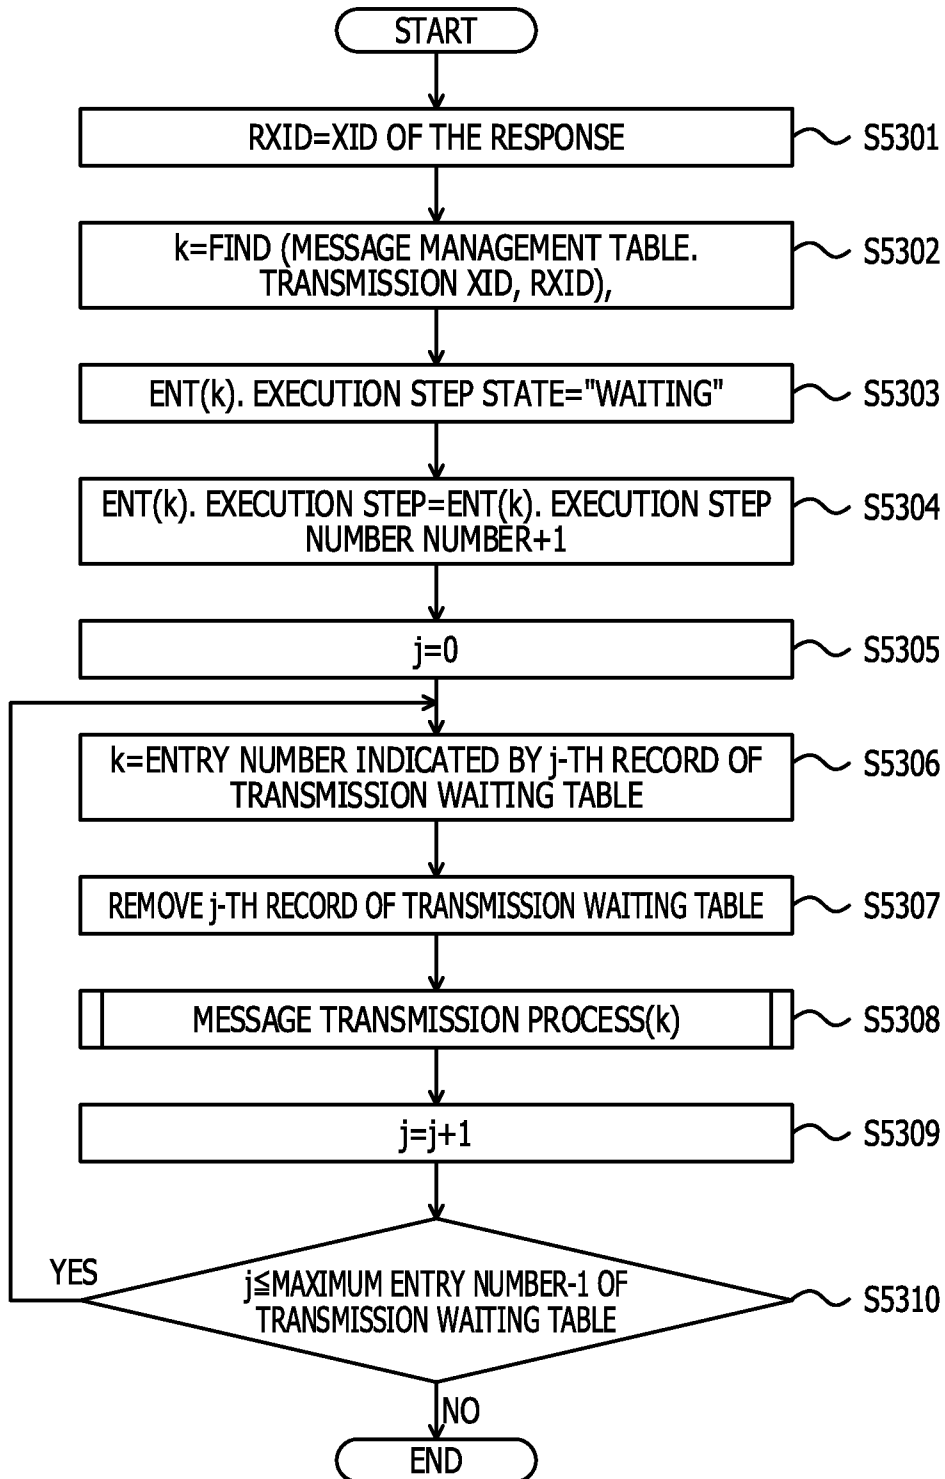 START
RXID=XID OF THE RESPONSE
S5301
k=FIND (MESSAGE MANAGEMENT TABLE.
TRANSMISSION XID, RXID),
S5302
ENT(k). EXECUTION STEP STATE="WAITING"
S5303
ENT(k). EXECUTION STEP=ENT(k). EXECUTION STEP
NUMBER NUMBER+1
S5304
j=0
S5305
k=ENTRY NUMBER INDICATED BY j-TH RECORD OF
TRANSMISSION WAITING TABLE
S5306
REMOVE j-TH RECORD OF TRANSMISSION WAITING TABLE
S5307
MESSAGE TRANSMISSION PROCESS(k)
S5308
j=j+1
S5309
YES
j≦MAXIMUM ENTRY NUMBER-1 OF
TRANSMISSION WAITING TABLE
S5310
NO
END